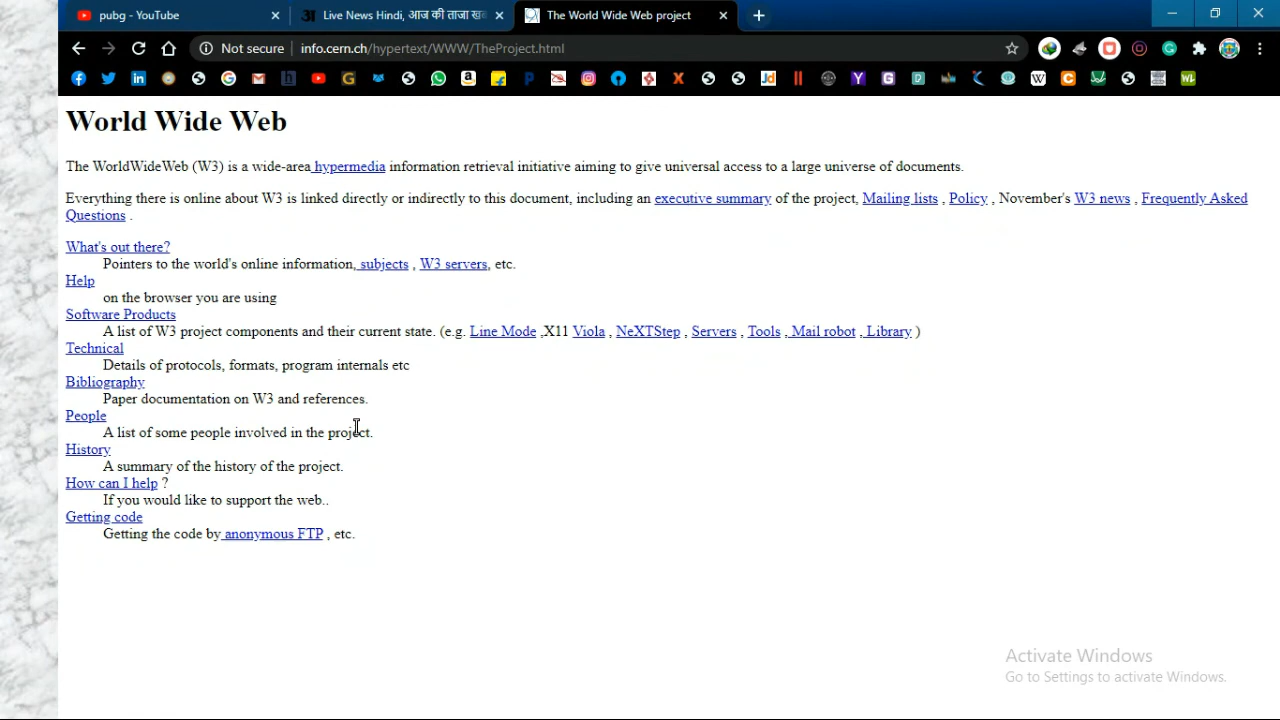 pubg - YouTube
Live News Hindi, आज की ताजा खब
The World Wide Web project
Not secure
info.cern.ch/hypertext/WWW/TheProject.html
World Wide Web
The WorldWideWeb (W3) is a wide-area hypermedia information retrieval initiative aiming to give universal access to a large universe of documents.
Everything there is online about W3 is linked directly or indirectly to this document, including an executive summary of the project, Mailing lists , Policy , November's W3 news , Frequently Asked
Questions .
What's out there?
Pointers to the world's online information, subjects , W3 servers, etc.
Help
on the browser you are using
Software Products
A list of W3 project components and their current state. (e.g. Line Mode ,X11 Viola , NeXTStep , Servers , Tools , Mail robot , Library )
Technical
Details of protocols, formats, program internals etc
Bibliography
Paper documentation on W3 and references.
People
A list of some people involved in the project.
History
A summary of the history of the project.
How can I help ?
If you would like to support the web..
Getting code
Getting the code by anonymous FTP , etc.
Activate Windows
Go to Settings to activate Windows.